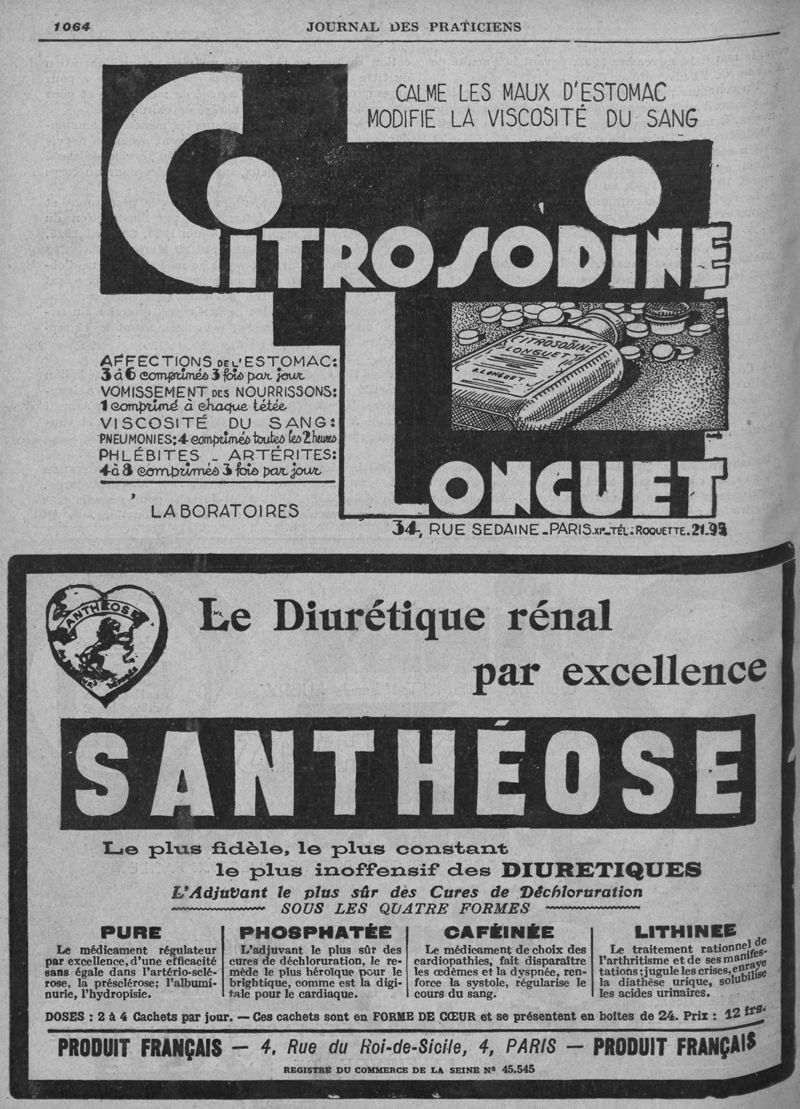 1064
JOURNAL DES PRATICIENS
CALME LES MAUX D'ESTOMAC
MODIFIE LA VISCOSITÉ DU SANG
CITROSODINE
LONGUET
CITROSODINE
LONGUET
P. LONGUET
AFFECTIONS DE L'ESTOMAC:
3 à 6 comprimés 3 fois par jour
VOMISSEMENT DES NOURRISSONS:
1 comprimé à chaque tétée
VISCOSITÉ DU SANG:
PNEUMONIES: 4 comprimés toutes les 2 heures
PHLÉBITES - ARTÉRITES:
4 à 8 comprimés 3 fois par jour
LABORATOIRES
34, RUE SEDAINE - PARIS.XIe - TÉL: ROQUETTE. 21.95
SANTHÉOSE
Le Diurétique rénal
par excellence
SANTHÉOSE
Le plus fidèle, le plus constant
le plus inoffensif des DIURETIQUES
L'Adjuvant le plus sûr des Cures de Déchloruration
SOUS LES QUATRE FORMES
PURE
Le médicament régulateur
par excellence, d'une efficacité
sans égale dans l'artério-sclé-
rose, la présclérose; l'albumi-
nurie, l'hydropisie.
PHOSPHATÉE
L'adjuvant le plus sûr des
cures de déchloruration, le re-
mède le plus héroïque pour le
brightique, comme est la digi-
tale pour le cardiaque.
CAFÉINÉE
Le médicament de choix des
cardiopathies, fait disparaître
les œdèmes et la dyspnée, ren-
force la systole, régularise le
cours du sang.
LITHINEE
Le traitement rationnel de
l'arthritisme et de ses manifes-
tations; jugule les crises, enraye
la diathèse urique, solubilise
les acides urinaires.
DOSES : 2 à 4 Cachets par jour. — Ces cachets sont en FORME DE CŒUR et se présentent en boîtes de 24. Prix : 12 frs.
PRODUIT FRANÇAIS — 4, Rue du Roi-de-Sicile, 4, PARIS — PRODUIT FRANÇAIS
REGISTRE DU COMMERCE DE LA SEINE N° 45.545